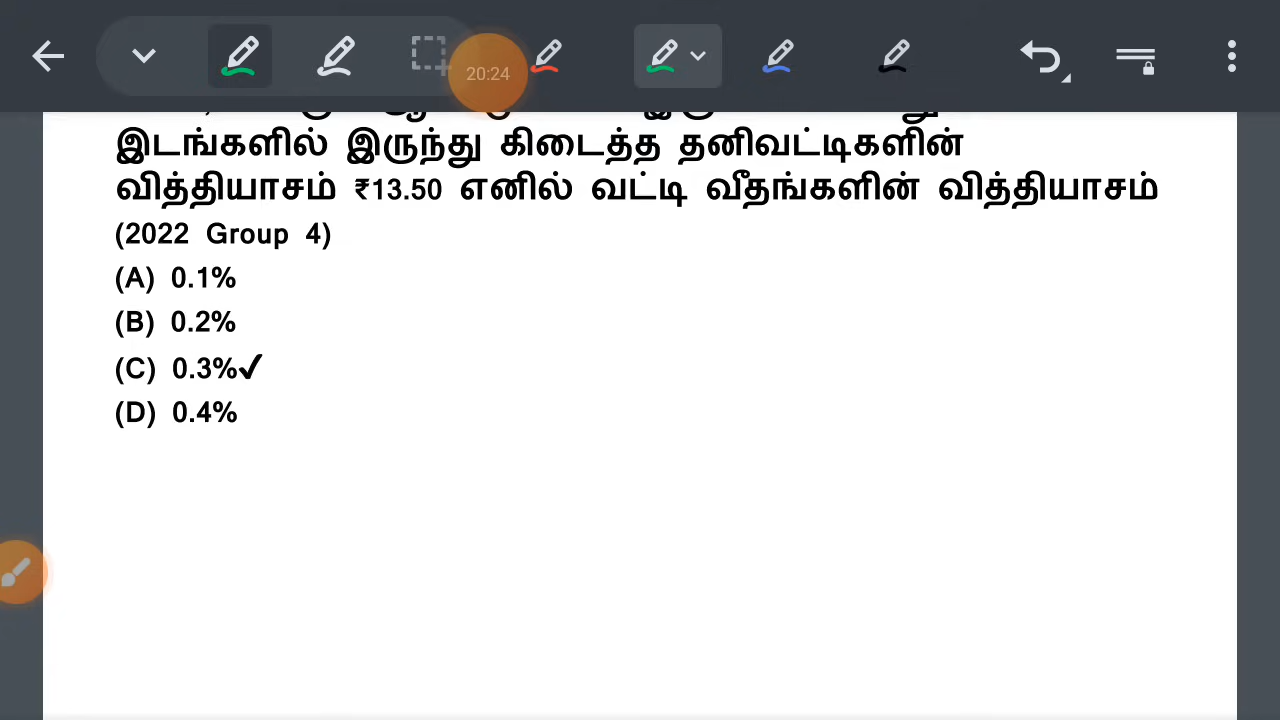 20:24
இடங்களில் இருந்து கிடைத்த தனிவட்டிகளின்
வித்தியாசம் ₹13.50 எனில் வட்டி வீதங்களின் வித்தியாசம்
(2022 Group 4)
(A) 0.1%
(B) 0.2%
(C) 0.3%✓
(D) 0.4%